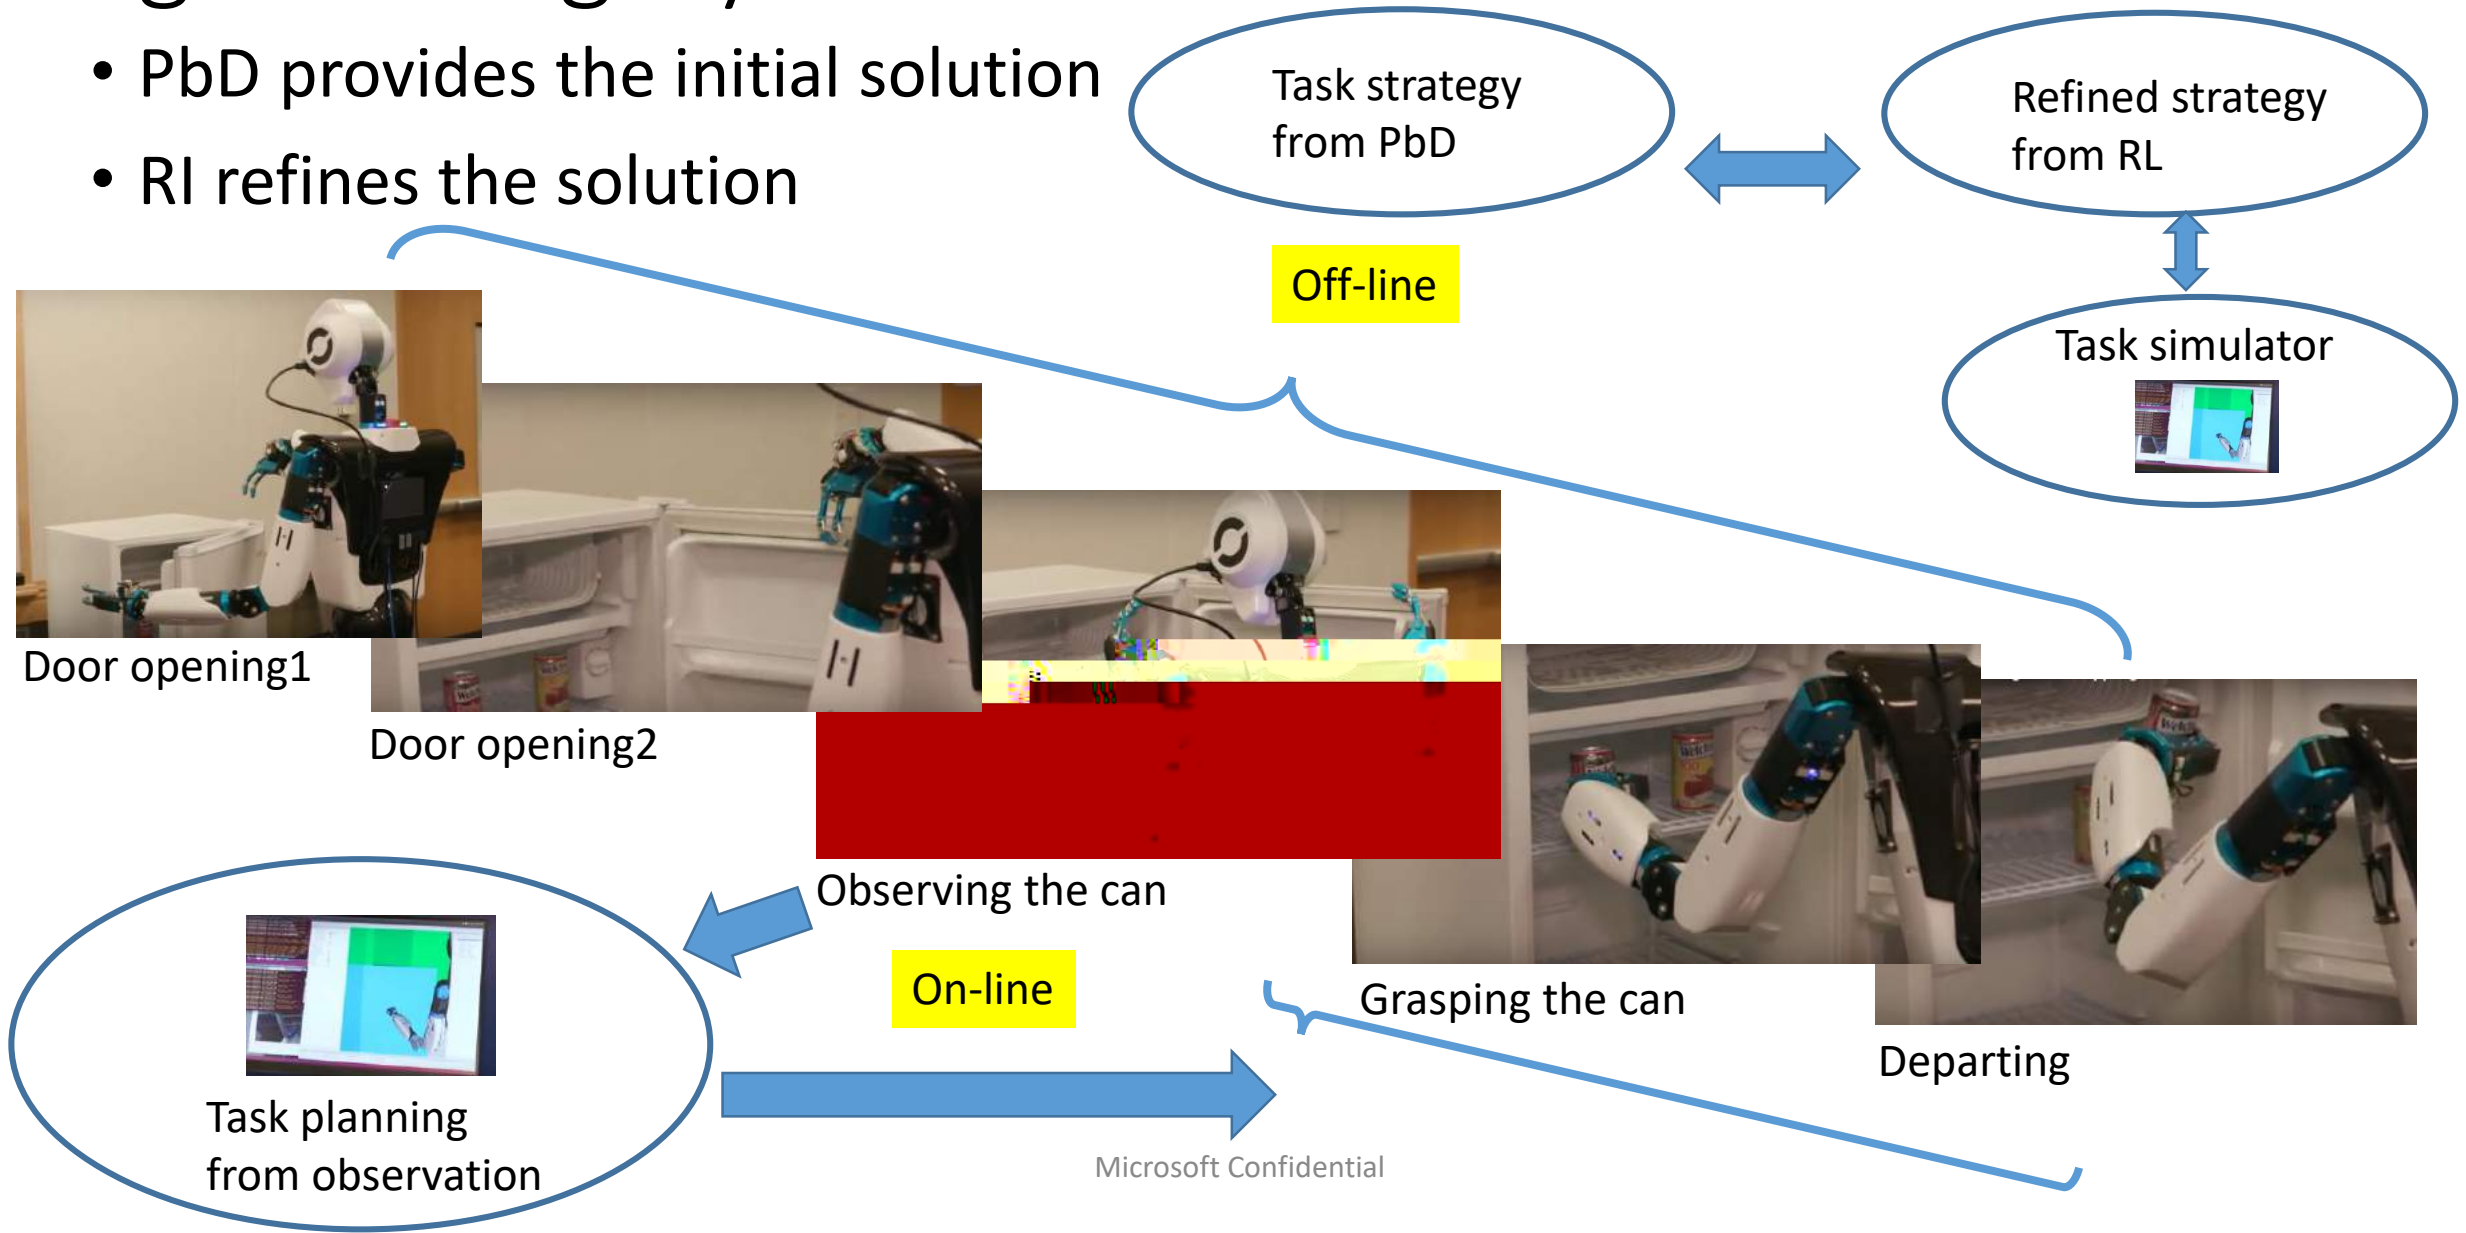 • PbD provides the initial solution
• RI refines the solution
Task strategy
from PbD
Refined strategy
from RL
Off-line
Task simulator
Door opening1
Door opening2
Observing the can
Grasping the can
Departing
On-line
Task planning
from observation
Microsoft Confidential